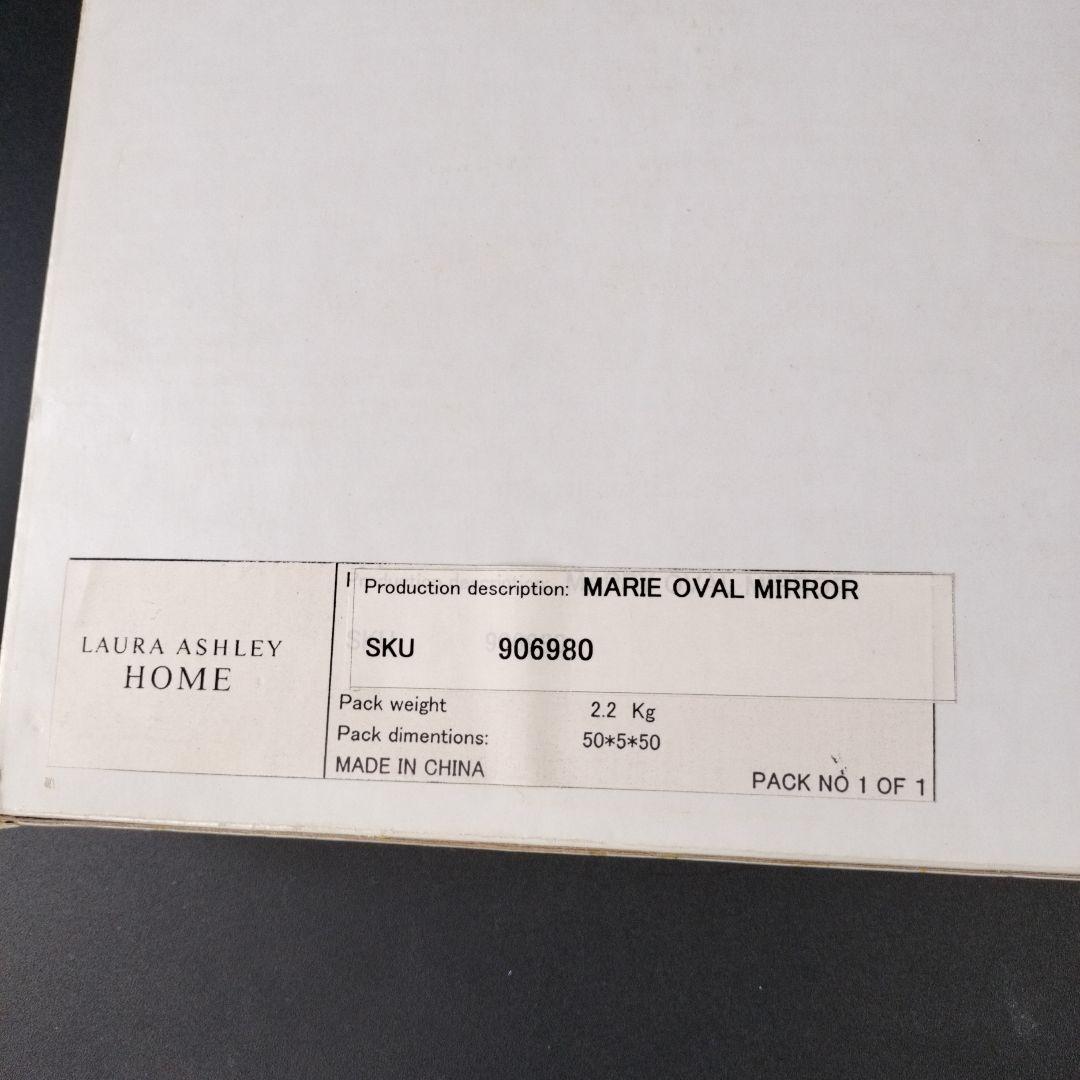 LAURA ASHLEY
HOME
Production description: MARIE OVAL MIRROR
SKU 906980
Pack weight 2.2 Kg
Pack dimentions: 50*5*50
MADE IN CHINA
PACK NO 1 OF 1